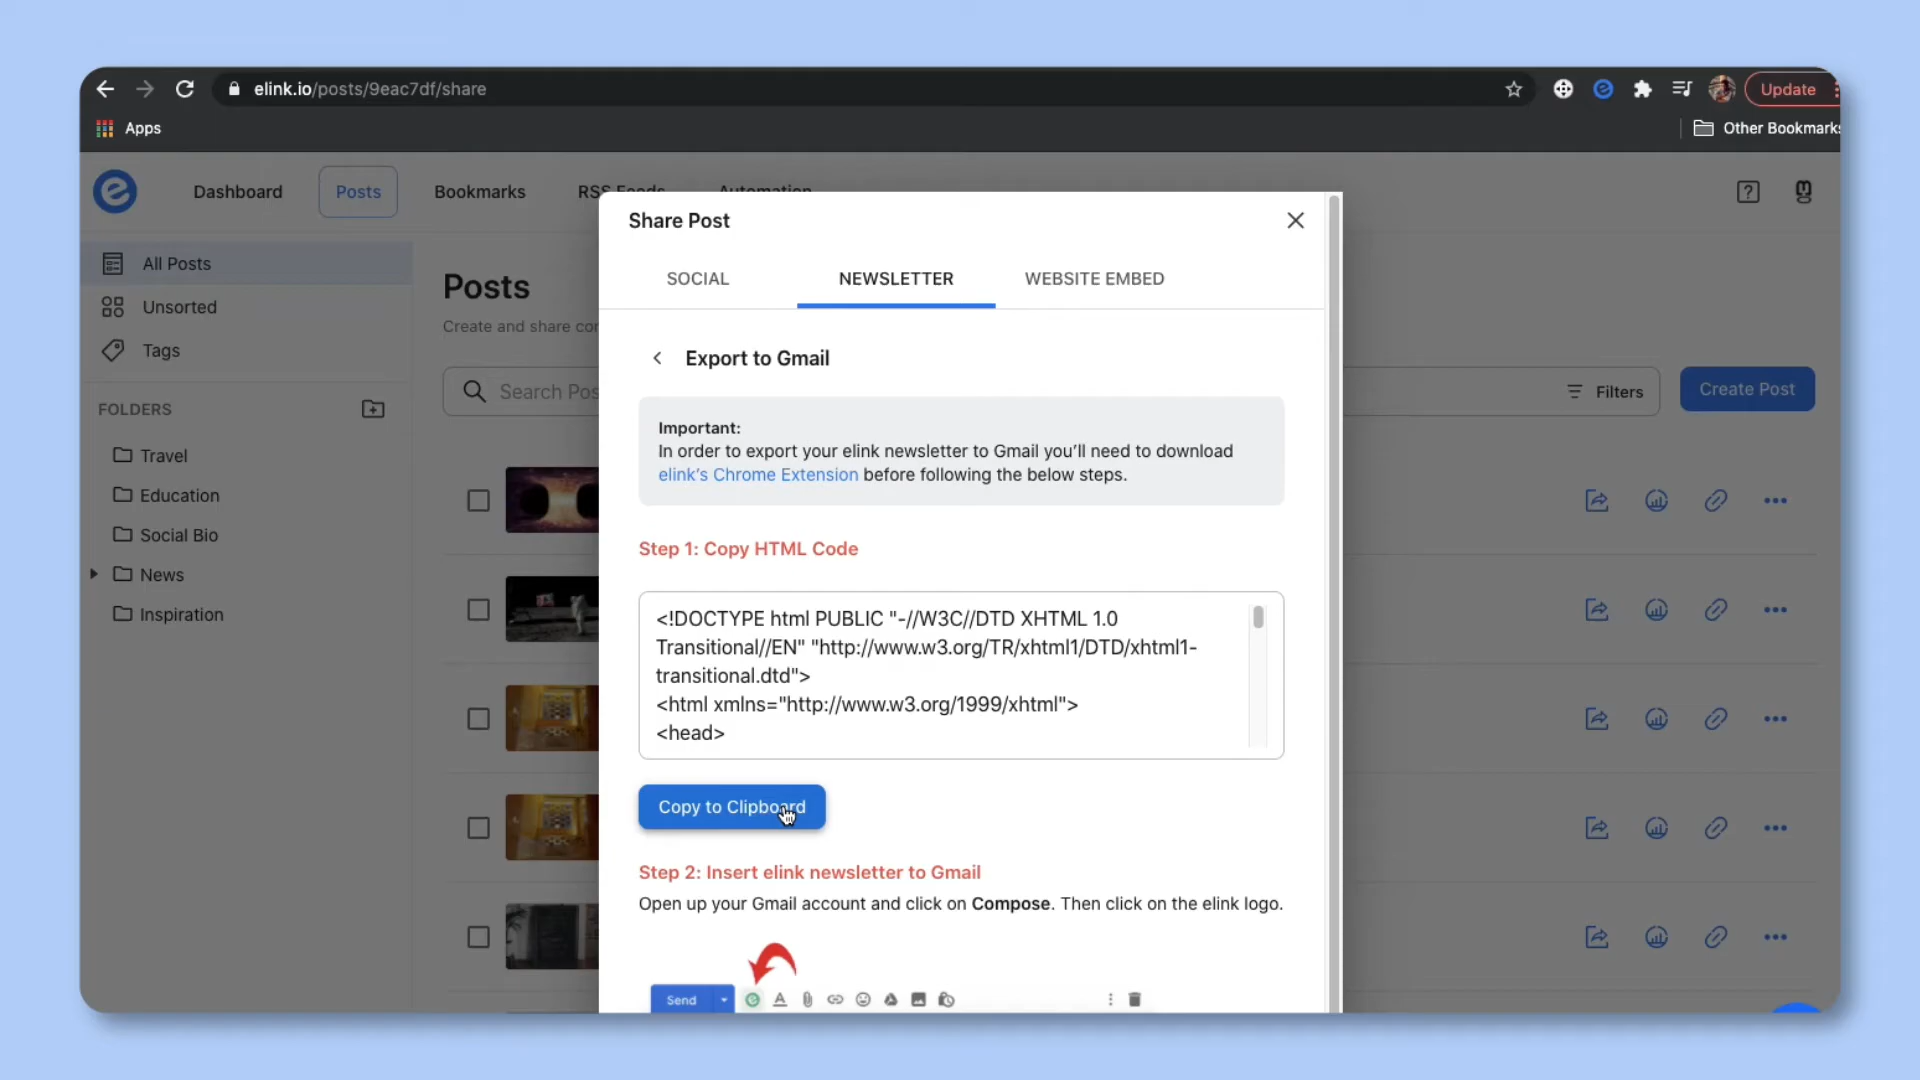 elink.io/posts/9eac7df/share
Update
Apps
Other Bookmarks
Dashboard
Posts
Bookmarks
RSS Feeds
Automation
All Posts
Unsorted
Tags
FOLDERS
Travel
Education
Social Bio
News
Inspiration
Posts
Create and share con
Search Pos
Filters
Create Post
Share Post
SOCIAL
NEWSLETTER
WEBSITE EMBED
Export to Gmail
Important:
In order to export your elink newsletter to Gmail you’ll need to download
elink’s Chrome Extension before following the below steps.
Step 1: Copy HTML Code
<!DOCTYPE html PUBLIC "-//W3C//DTD XHTML 1.0
Transitional//EN" "http://www.w3.org/TR/xhtml1/DTD/xhtml1-
transitional.dtd">
<html xmlns="http://www.w3.org/1999/xhtml">
<head>
Copy to Clipboard
Step 2: Insert elink newsletter to Gmail
Open up your Gmail account and click on Compose. Then click on the elink logo.
Send